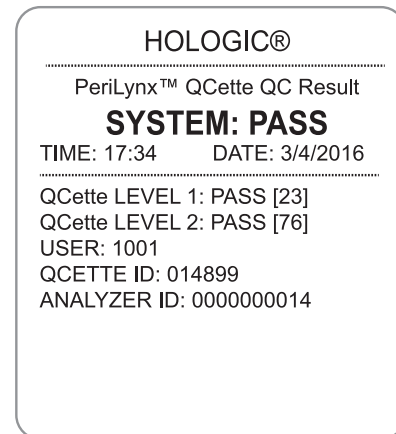 HOLOGIC®
PeriLynx™ QCette QC Result
SYSTEM: PASS
TIME: 17:34 DATE: 3/4/2016
QCette LEVEL 1: PASS [23]
QCette LEVEL 2: PASS [76]
USER: 1001
QCETTE ID: 014899
ANALYZER ID: 0000000014